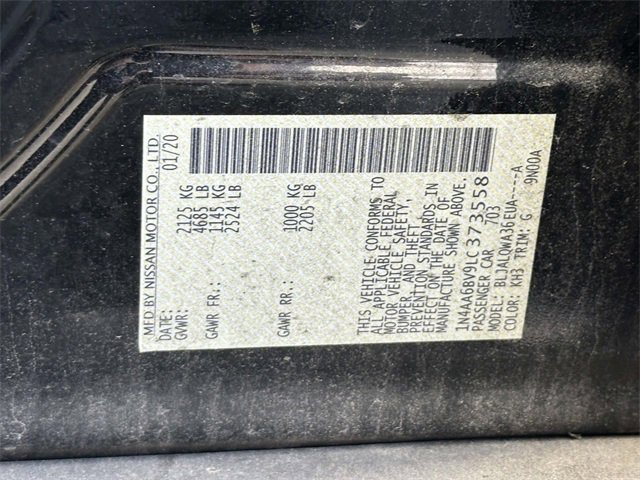 MFD BY NISSAN MOTOR CO., LTD.
DATE: 01/20
GVWR: 2125 KG
4685 LB
GAWR FR.: 1145 KG
2524 LB
GAWR RR.: 1000 KG
2205 LB
THIS VEHICLE CONFORMS TO
ALL APPLICABLE FEDERAL
MOTOR VEHICLE SAFETY,
BUMPER, AND THEFT
PREVENTION STANDARDS IN
EFFECT ON THE DATE OF
MANUFACTURE SHOWN ABOVE.
1N4AA6BV9LC373558
PASSENGER CAR 703
MODEL: BLJALQWA36EUA----A
COLOR: KH3 TRIM: G 9N00A